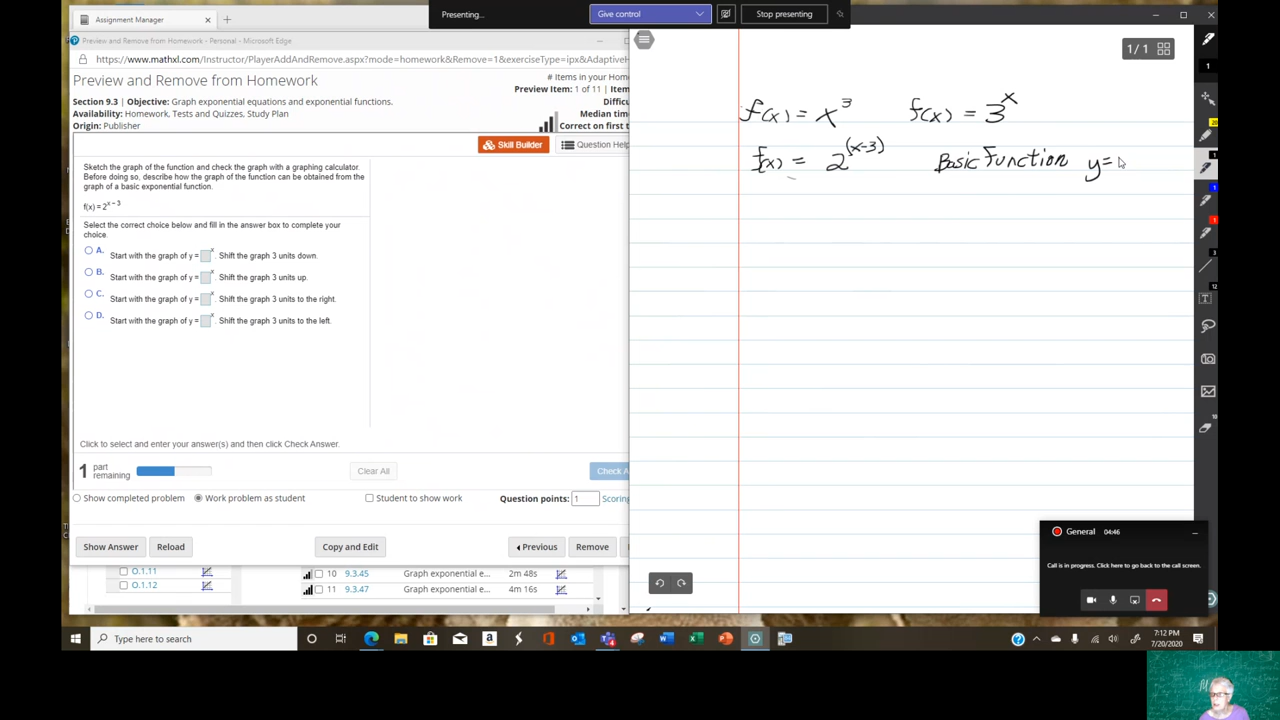 Presenting...
Give control
Stop presenting
Assignment Manager
Preview and Remove from Homework - Personal - Microsoft Edge
https://www.mathxl.com/Instructor/PlayerAddAndRemove.aspx?mode=homework&Remove=1&exerciseType=ipx&AdaptiveH
Preview and Remove from Homework
# Items in your Home
Preview Item: 1 of 11 | Item
Section 9.3 | Objective: Graph exponential equations and exponential functions.
Availability: Homework, Tests and Quizzes, Study Plan
Origin: Publisher
Difficu
Median time
Correct on first t
Skill Builder
Question Help
Sketch the graph of the function and check the graph with a graphing calculator.
Before doing so, describe how the graph of the function can be obtained from the
graph of a basic exponential function.
f(x) = 2^{x − 3}
Select the correct choice below and fill in the answer box to complete your
choice.
A. Start with the graph of y = □^x. Shift the graph 3 units down.
B. Start with the graph of y = □^x. Shift the graph 3 units up.
C. Start with the graph of y = □^x. Shift the graph 3 units to the right.
D. Start with the graph of y = □^x. Shift the graph 3 units to the left.
Click to select and enter your answer(s) and then click Check Answer.
1 part
remaining
Clear All
Check A
Show completed problem
Work problem as student
Student to show work
Question points: 1
Scoring
Show Answer
Reload
Copy and Edit
Previous
Remove
O.1.11
10 9.3.45 Graph exponential e... 2m 48s
O.1.12
11 9.3.47 Graph exponential e... 4m 16s
1/1
f(x) = x^3 f(x) = 3^x
f(x) = 2^{(x-3)} Basic Function y=
General 04:46
Call is in progress. Click here to go back to the call screen.
Type here to search
7:12 PM
7/20/2020